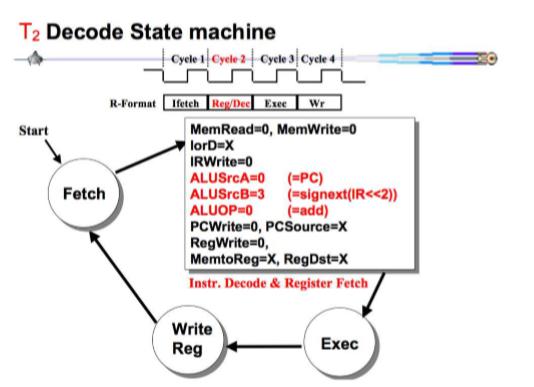 T2 Decode State machine
Cycle 1 Cycle 2 Cycle 3 Cycle 4
R-Format Ifetch Reg/Dec Exec Wr
Start
MemRead=0, MemWrite=0
IorD=X
IRWrite=0
ALUSrcA=0 (=PC)
ALUSrcB=3 (=signext(IR<<2))
ALUOP=0 (=add)
PCWrite=0, PCSource=X
RegWrite=0,
MemtoReg=X, RegDst=X
Fetch
Instr. Decode & Register Fetch
Write
Reg
Exec